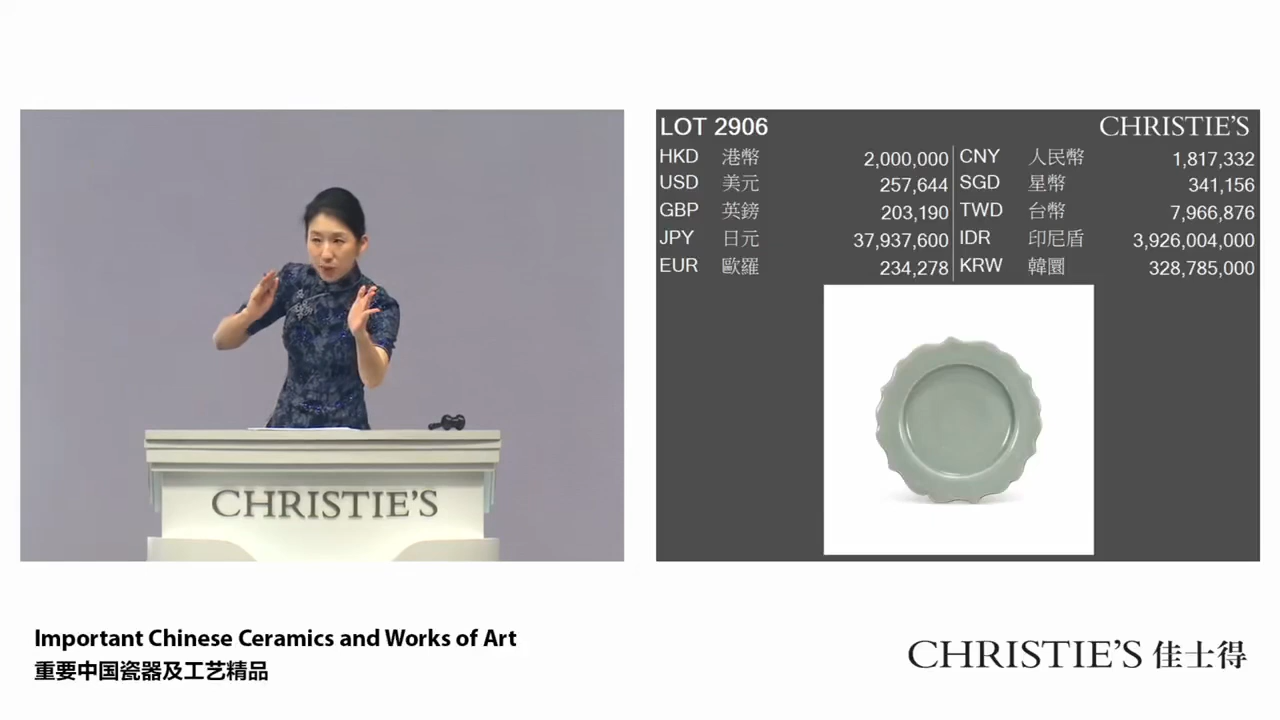 CHRISTIE'S
LOT 2906 CHRISTIE'S
HKD 港幣 2,000,000 CNY 人民幣 1,817,332
USD 美元 257,644 SGD 星幣 341,156
GBP 英鎊 203,190 TWD 台幣 7,966,876
JPY 日元 37,937,600 IDR 印尼盾 3,926,004,000
EUR 歐羅 234,278 KRW 韓圜 328,785,000
Important Chinese Ceramics and Works of Art
重要中国瓷器及工艺精品
CHRISTIE'S 佳士得